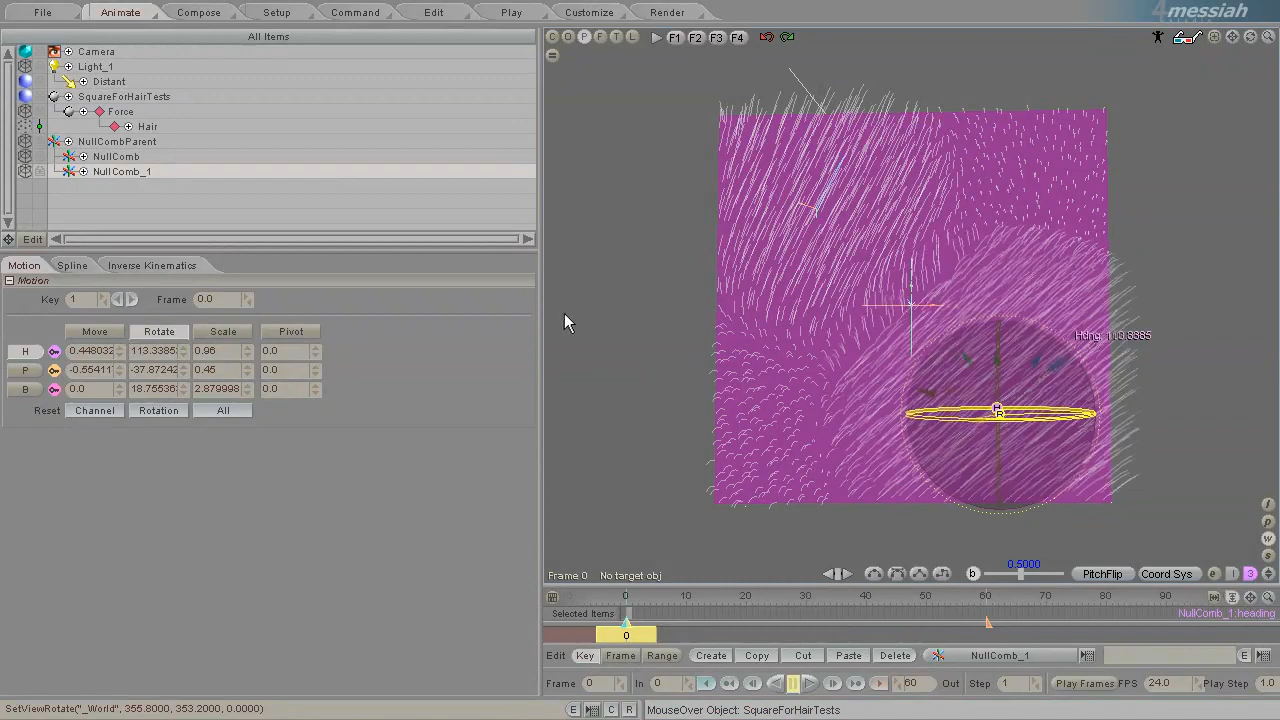 File Animate Compose Setup Command Edit Play Customize Render
4messiah
All Items
C O P F T L F1 F2 F3 F4
Camera
Light_1
Distant
SquareForHairTests
Force
Hair
NullCombParent
NullComb
NullComb_1
Edit
Motion Spline Inverse Kinematics
Motion
Key 1 Frame 0.0
Move Rotate Scale Pivot
H 0.448032 113.3385 0.96 0.0
P -0.55411 -37.87242 0.45 0.0
B 0.0 18.75536 2.879998 0.0
Reset Channel Rotation All
H
R
I
p
w
s
Frame 0 No target obj
b 0.5000 PitchFlip Coord Sys e I 3
0 10 20 30 40 50 60 70 80 90
Selected Items NullComb_1:heading
0
Edit Key Frame Range Create Copy Cut Paste Delete NullComb_1 E
Frame 0 In 0 60 Out Step 1 Play Frames FPS 24.0 Play Step 1.0
SetViewRotate("_World", 355.8000, 353.2000, 0.0000) E C R MouseOver Object: SquareForHairTests